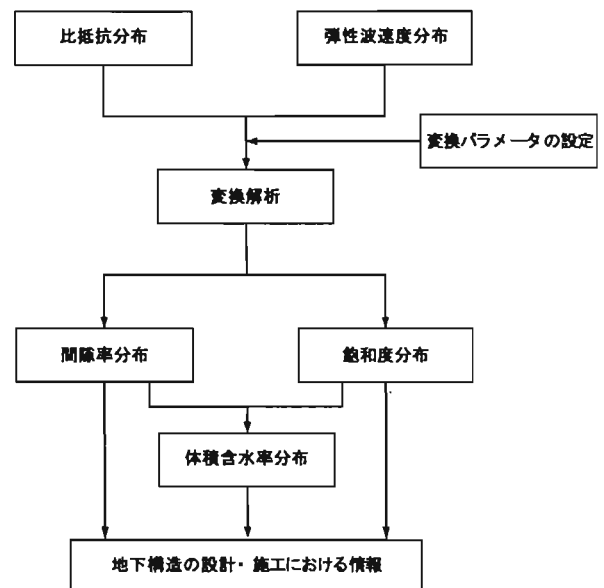 比抵抗分布
弾性波速度分布
変換パラメータの設定
変換解析
間隙率分布
飽和度分布
体積含水率分布
地下構造の設計・施工における情報